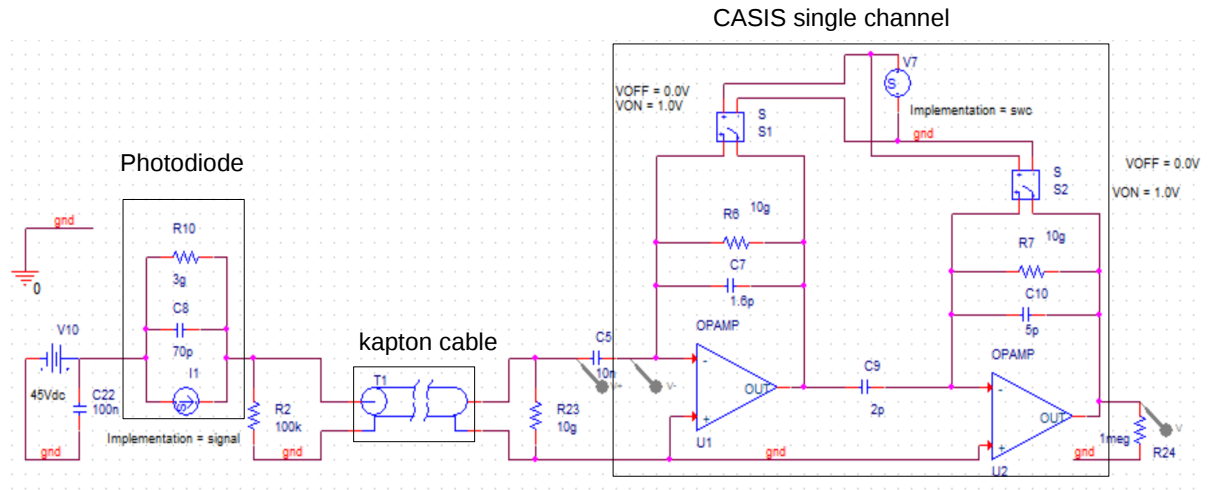 CASIS single channel
V7
S
Implementation = swc
gnd
VOFF = 0.0V
VON = 1.0V
S
S1
VOFF = 0.0V
VON = 1.0V
S
S2
Photodiode
gnd
0
R10
3g
C8
70p
I1
S
Implementation = signal
V10
45Vdc
C22
100n
gnd
R2
100k
gnd
kapton cable
T1
R23
10g
C5
10n
V+
V-
R6
10g
C7
1.6p
OPAMP
-
+
OUT
U1
C9
2p
R7
10g
C10
5p
OPAMP
-
+
OUT
U2
gnd
gnd
1meg
R24
V